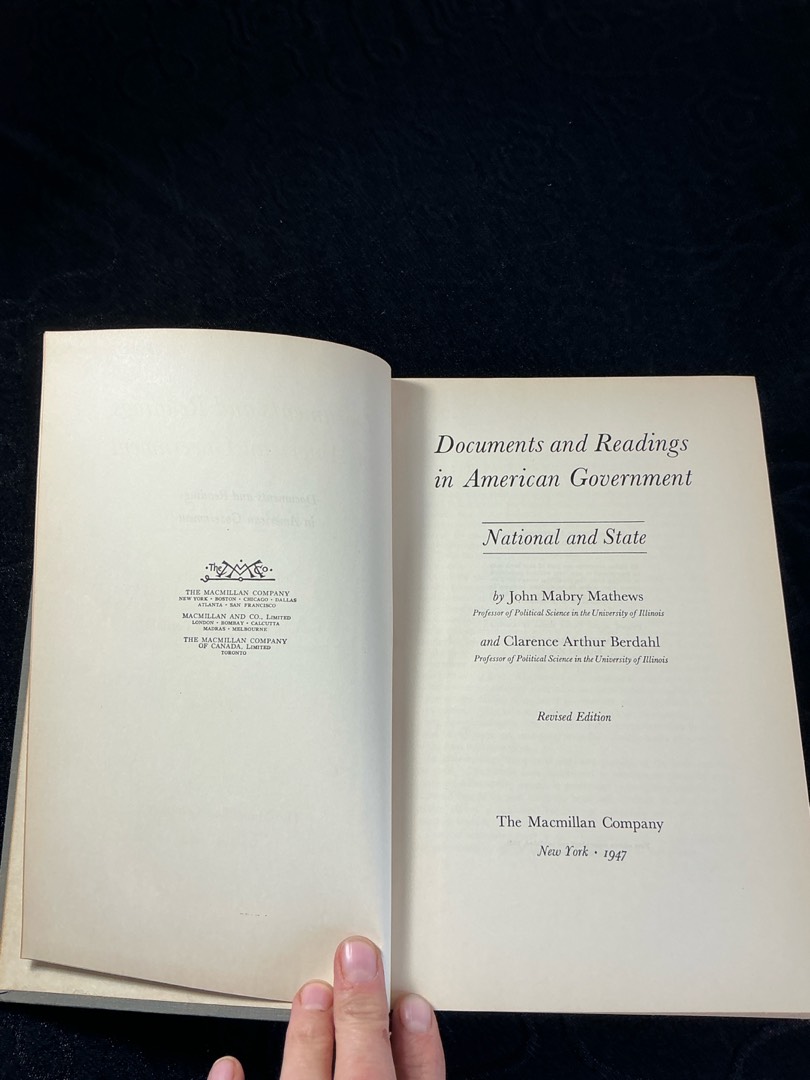 The M Co.
THE MACMILLAN COMPANY
NEW YORK · BOSTON · CHICAGO · DALLAS
ATLANTA · SAN FRANCISCO
MACMILLAN AND CO., LIMITED
LONDON · BOMBAY · CALCUTTA
MADRAS · MELBOURNE
THE MACMILLAN COMPANY
OF CANADA, LIMITED
TORONTO
Documents and Readings
in American Government
National and State
by John Mabry Mathews
Professor of Political Science in the University of Illinois
and Clarence Arthur Berdahl
Professor of Political Science in the University of Illinois
Revised Edition
The Macmillan Company
New York · 1947